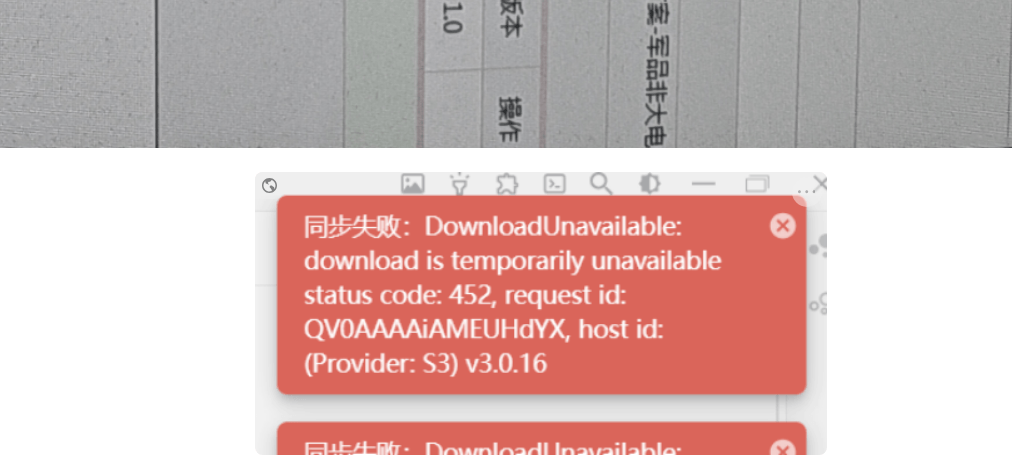 版本
1.0
操作
案-军品非大电
同步失败：DownloadUnavailable:
download is temporarily unavailable
status code: 452, request id:
QV0AAAAiAMEUHdYX, host id:
(Provider: S3) v3.0.16
同步失败：DownloadUnavailable: